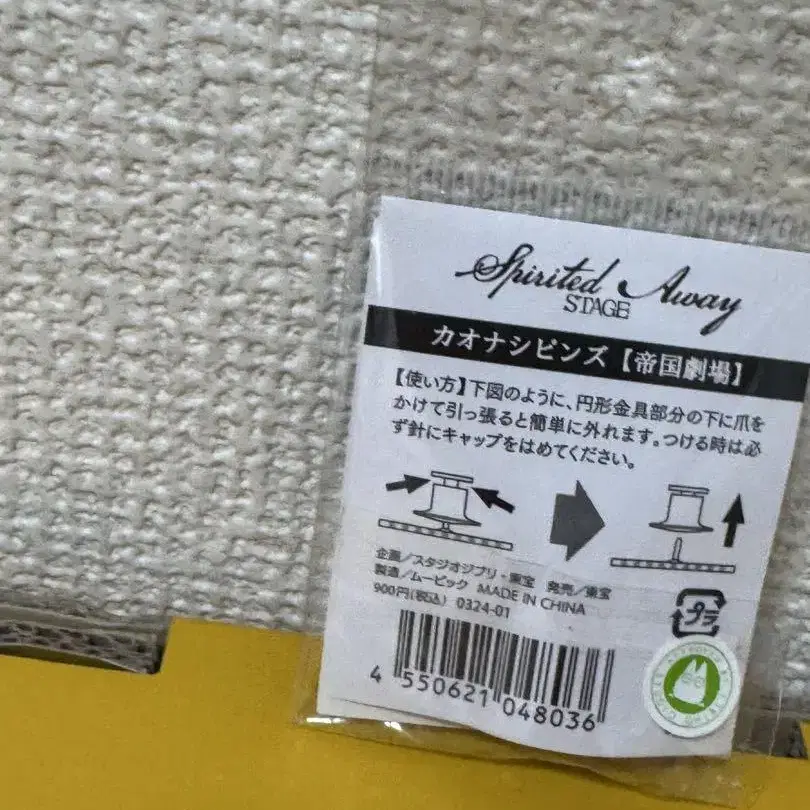 Spirited Away
STAGE
カオナシピンズ【帝国劇場】
【使い方】下図のように、円形金具部分の下に爪を
かけて引っ張ると簡単に外れます。つける時は必
ず針にキャップをはめてください。
企画／スタジオジブリ・東宝 発売／東宝
製造／ムービック MADE IN CHINA
900円(税込) 0324-01
プラ
4 550621 048036